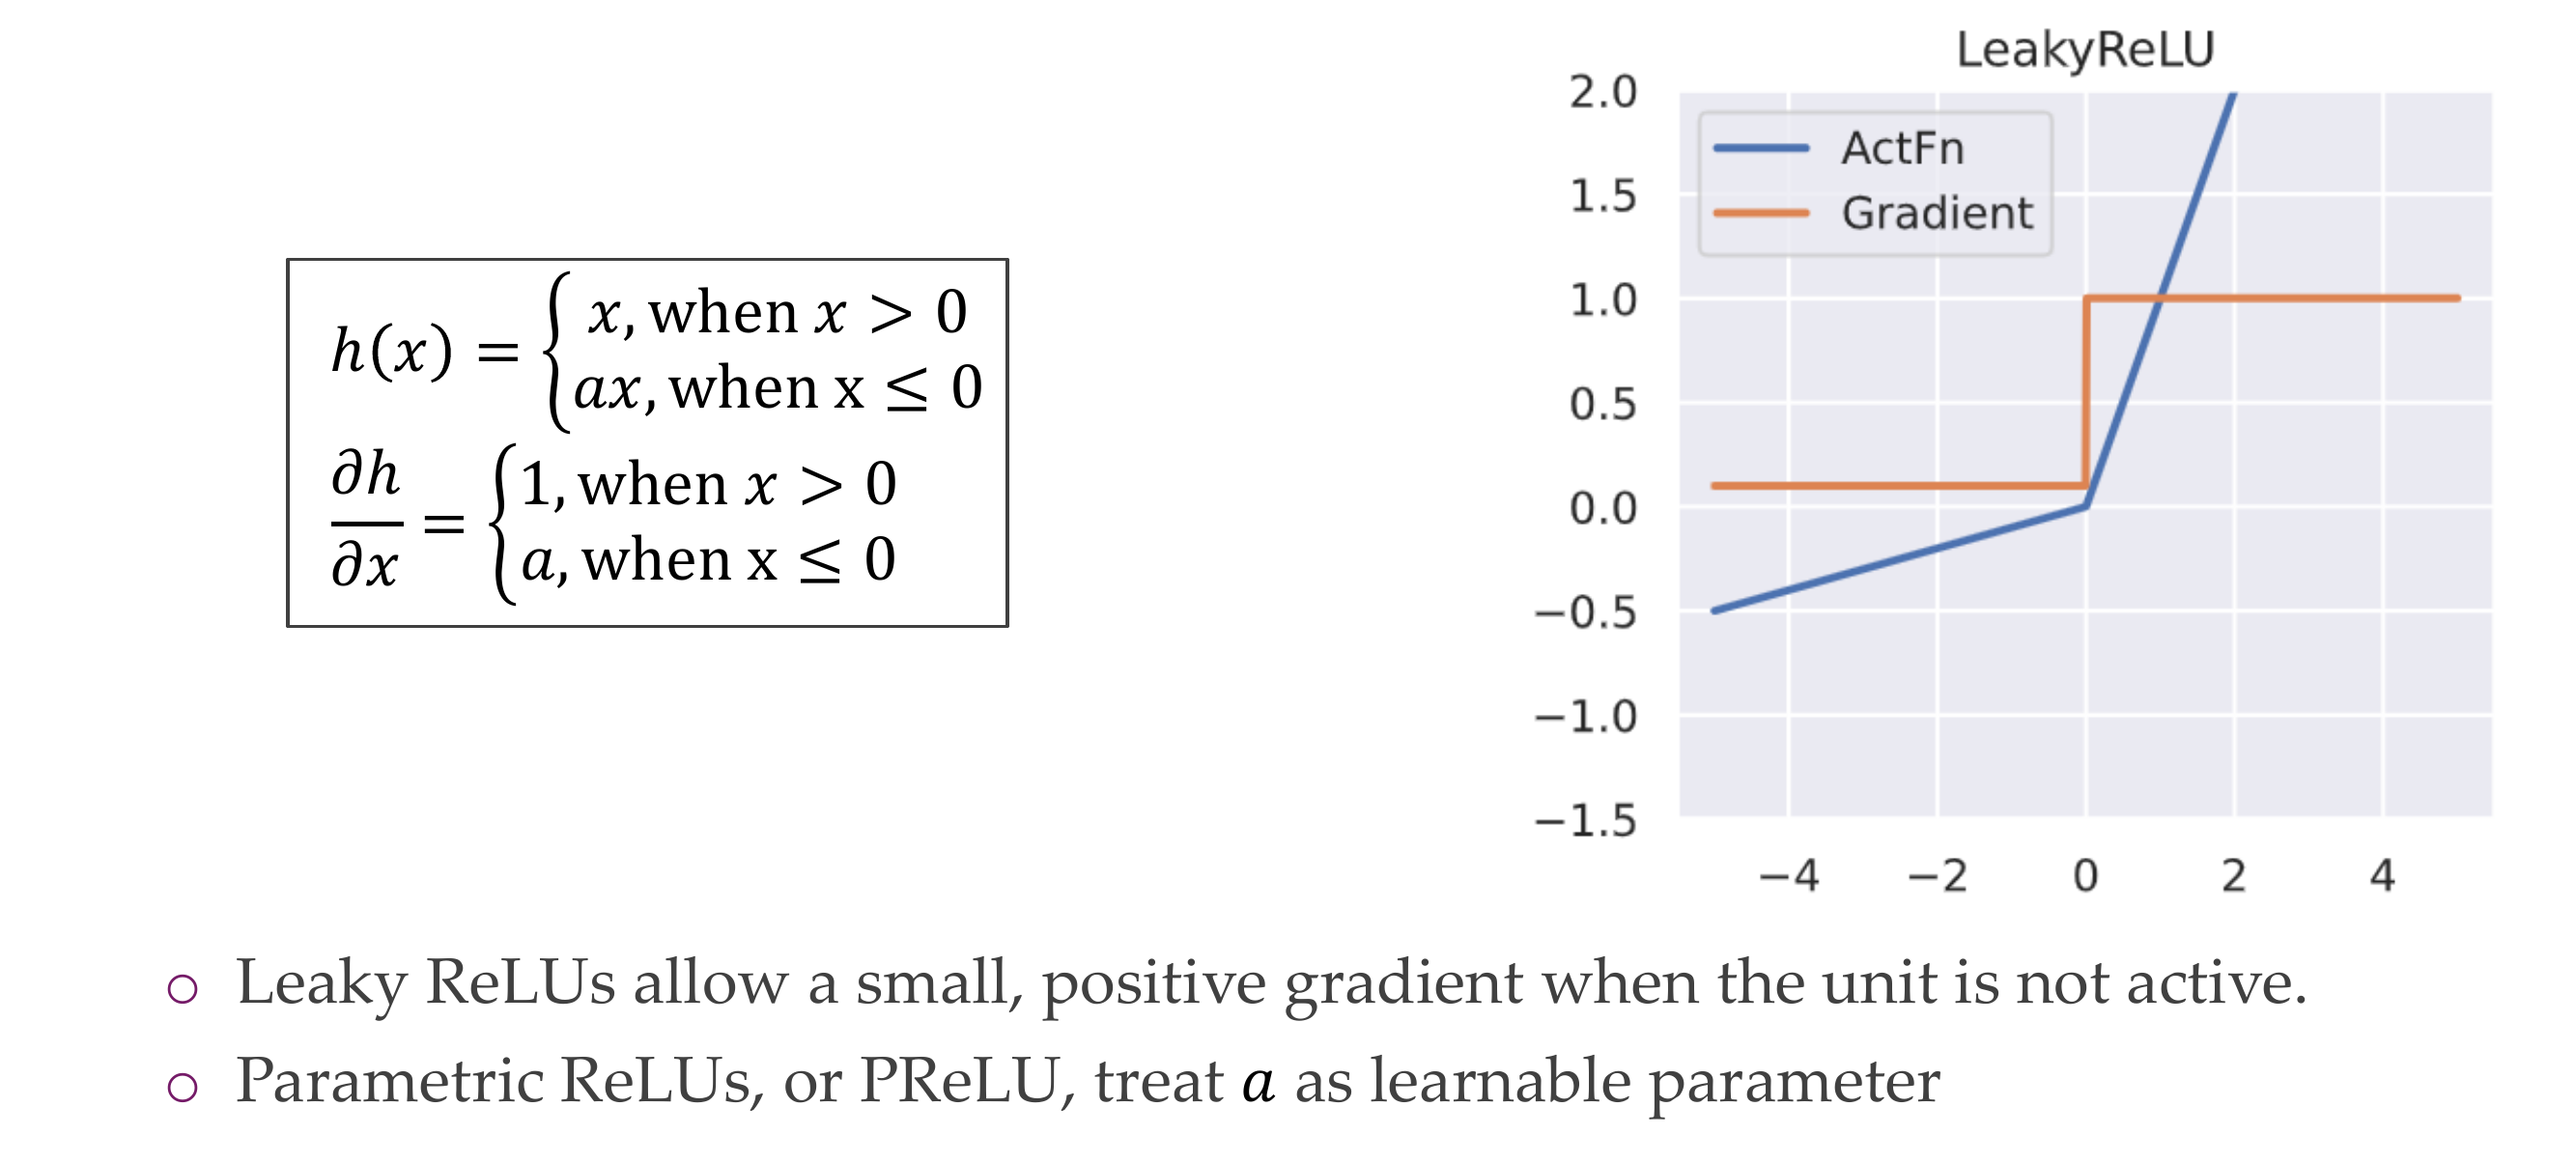 h(x) = { x, when x > 0
ax, when x ≤ 0
∂h/∂x = { 1, when x > 0
a, when x ≤ 0
LeakyReLU
2.0
1.5
1.0
0.5
0.0
−0.5
−1.0
−1.5
−4 −2 0 2 4
ActFn
Gradient
○ Leaky ReLUs allow a small, positive gradient when the unit is not active.
○ Parametric ReLUs, or PReLU, treat a as learnable parameter